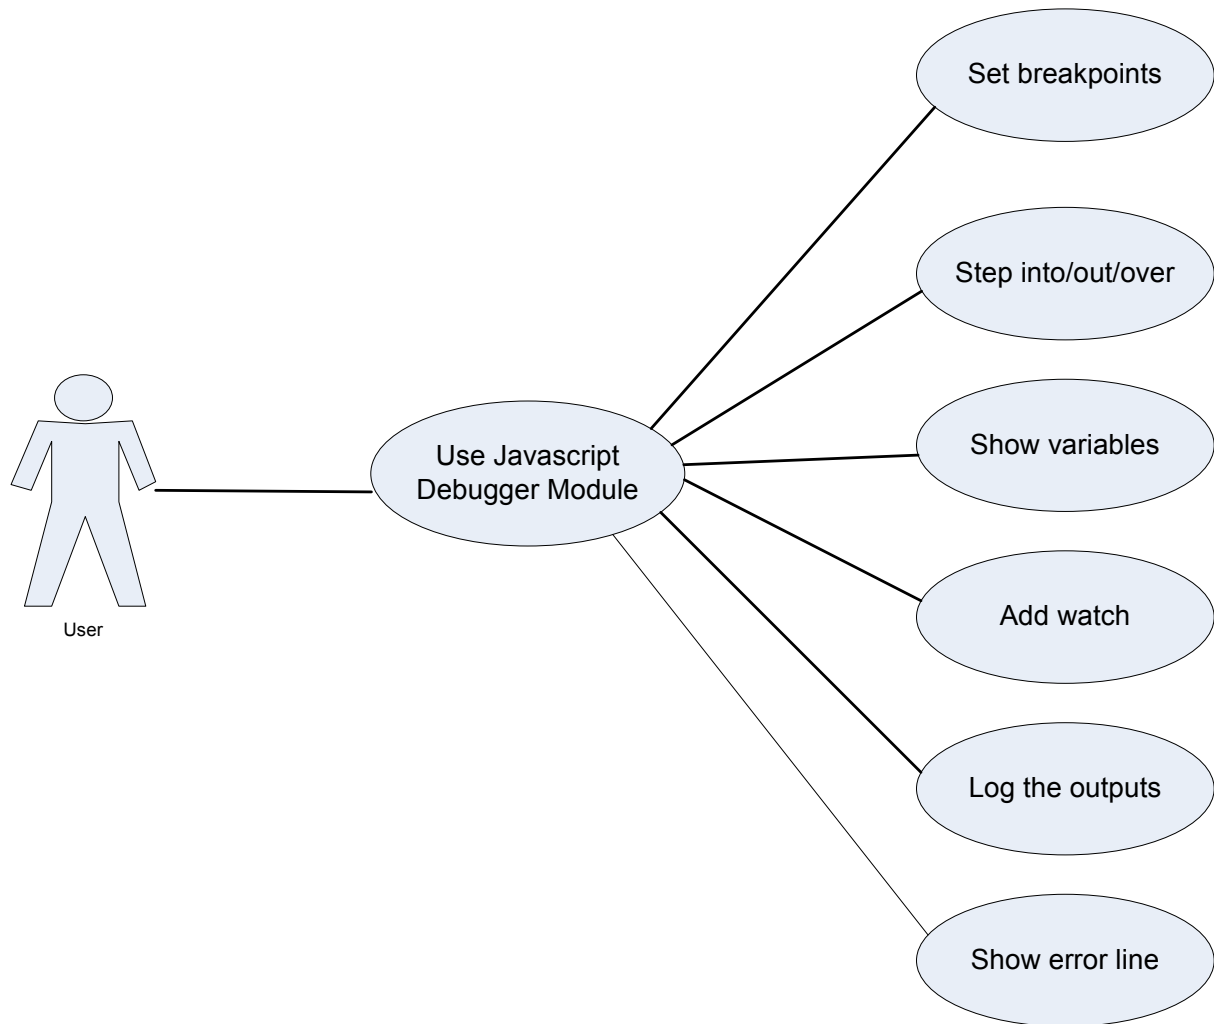 Set breakpoints
Step into/out/over
Use Javascript
Debugger Module
Show variables
Add watch
User
Log the outputs
Show error line